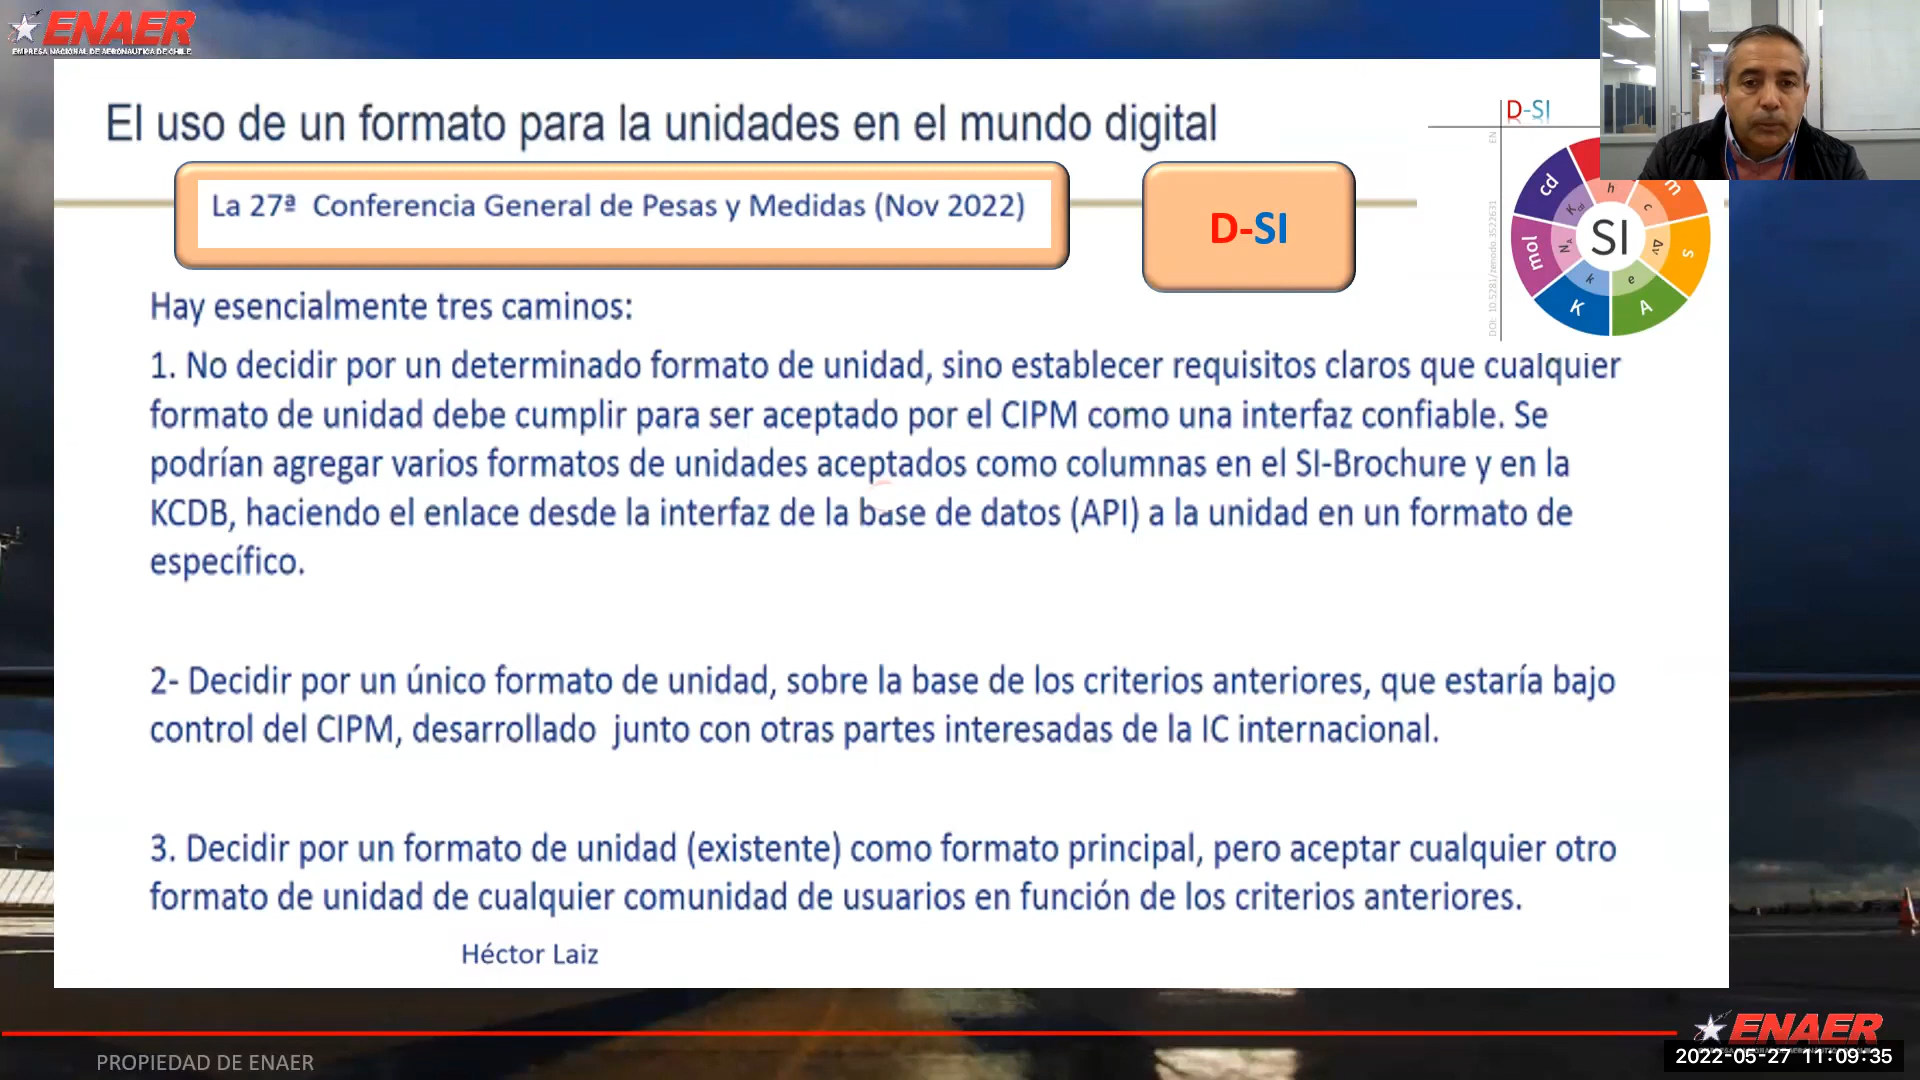 ENAER
EMPRESA NACIONAL DE AERONAUTICA DE CHILE
El uso de un formato para la unidades en el mundo digital
La 27ª Conferencia General de Pesas y Medidas (Nov 2022)
D-SI
D-SI
EN
DOI: 10.5281/zenodo.3522631
cd
m
mol
s
K
A
h
Kcd
c
NA
Δν
k
e
SI
Hay esencialmente tres caminos:
1. No decidir por un determinado formato de unidad, sino establecer requisitos claros que cualquier
formato de unidad debe cumplir para ser aceptado por el CIPM como una interfaz confiable. Se
podrían agregar varios formatos de unidades aceptados como columnas en el SI-Brochure y en la
KCDB, haciendo el enlace desde la interfaz de la base de datos (API) a la unidad en un formato de
específico.
2- Decidir por un único formato de unidad, sobre la base de los criterios anteriores, que estaría bajo
control del CIPM, desarrollado junto con otras partes interesadas de la IC internacional.
3. Decidir por un formato de unidad (existente) como formato principal, pero aceptar cualquier otro
formato de unidad de cualquier comunidad de usuarios en función de los criterios anteriores.
Héctor Laiz
PROPIEDAD DE ENAER
ENAER
2022-05-27 11:09:35